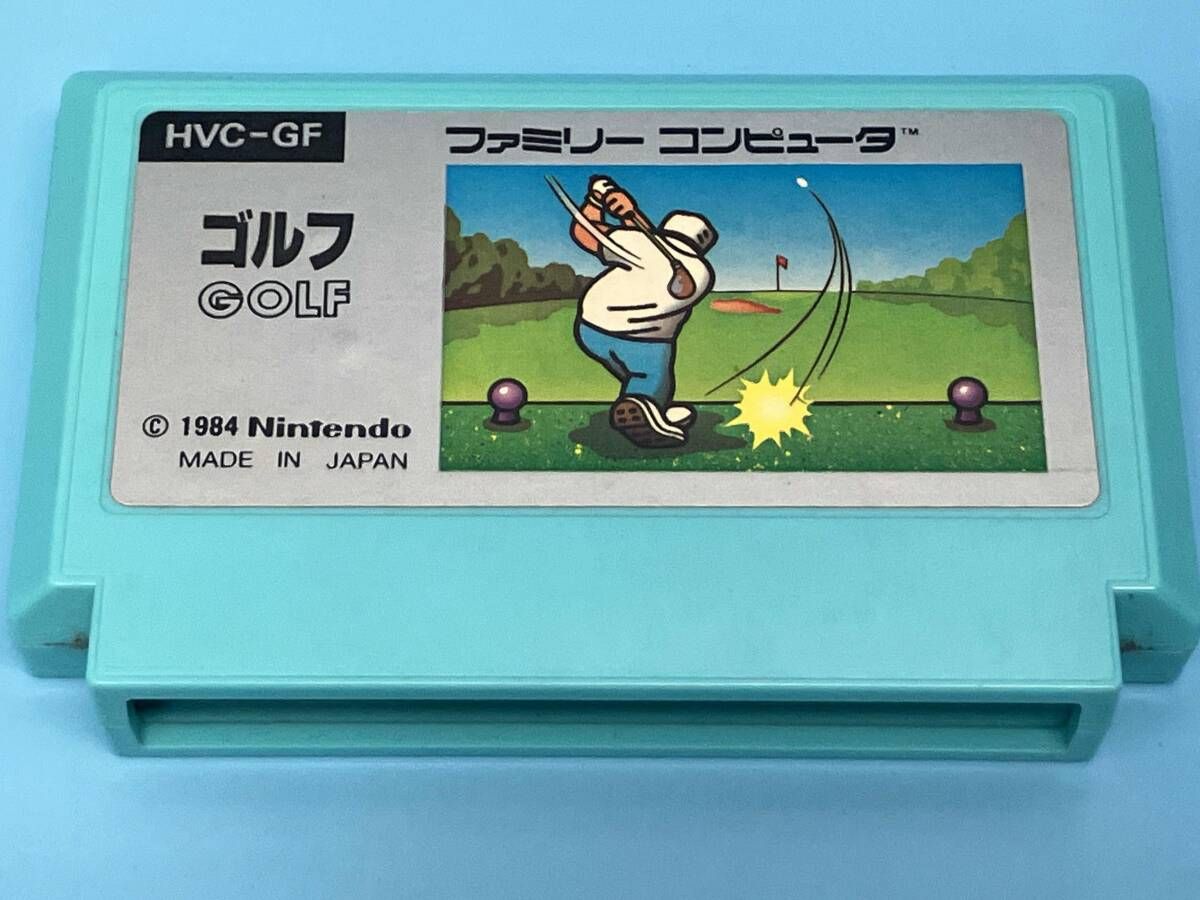 HVC-GF
ファミリー コンピュータ™
ゴルフ
GOLF
© 1984 Nintendo
MADE IN JAPAN